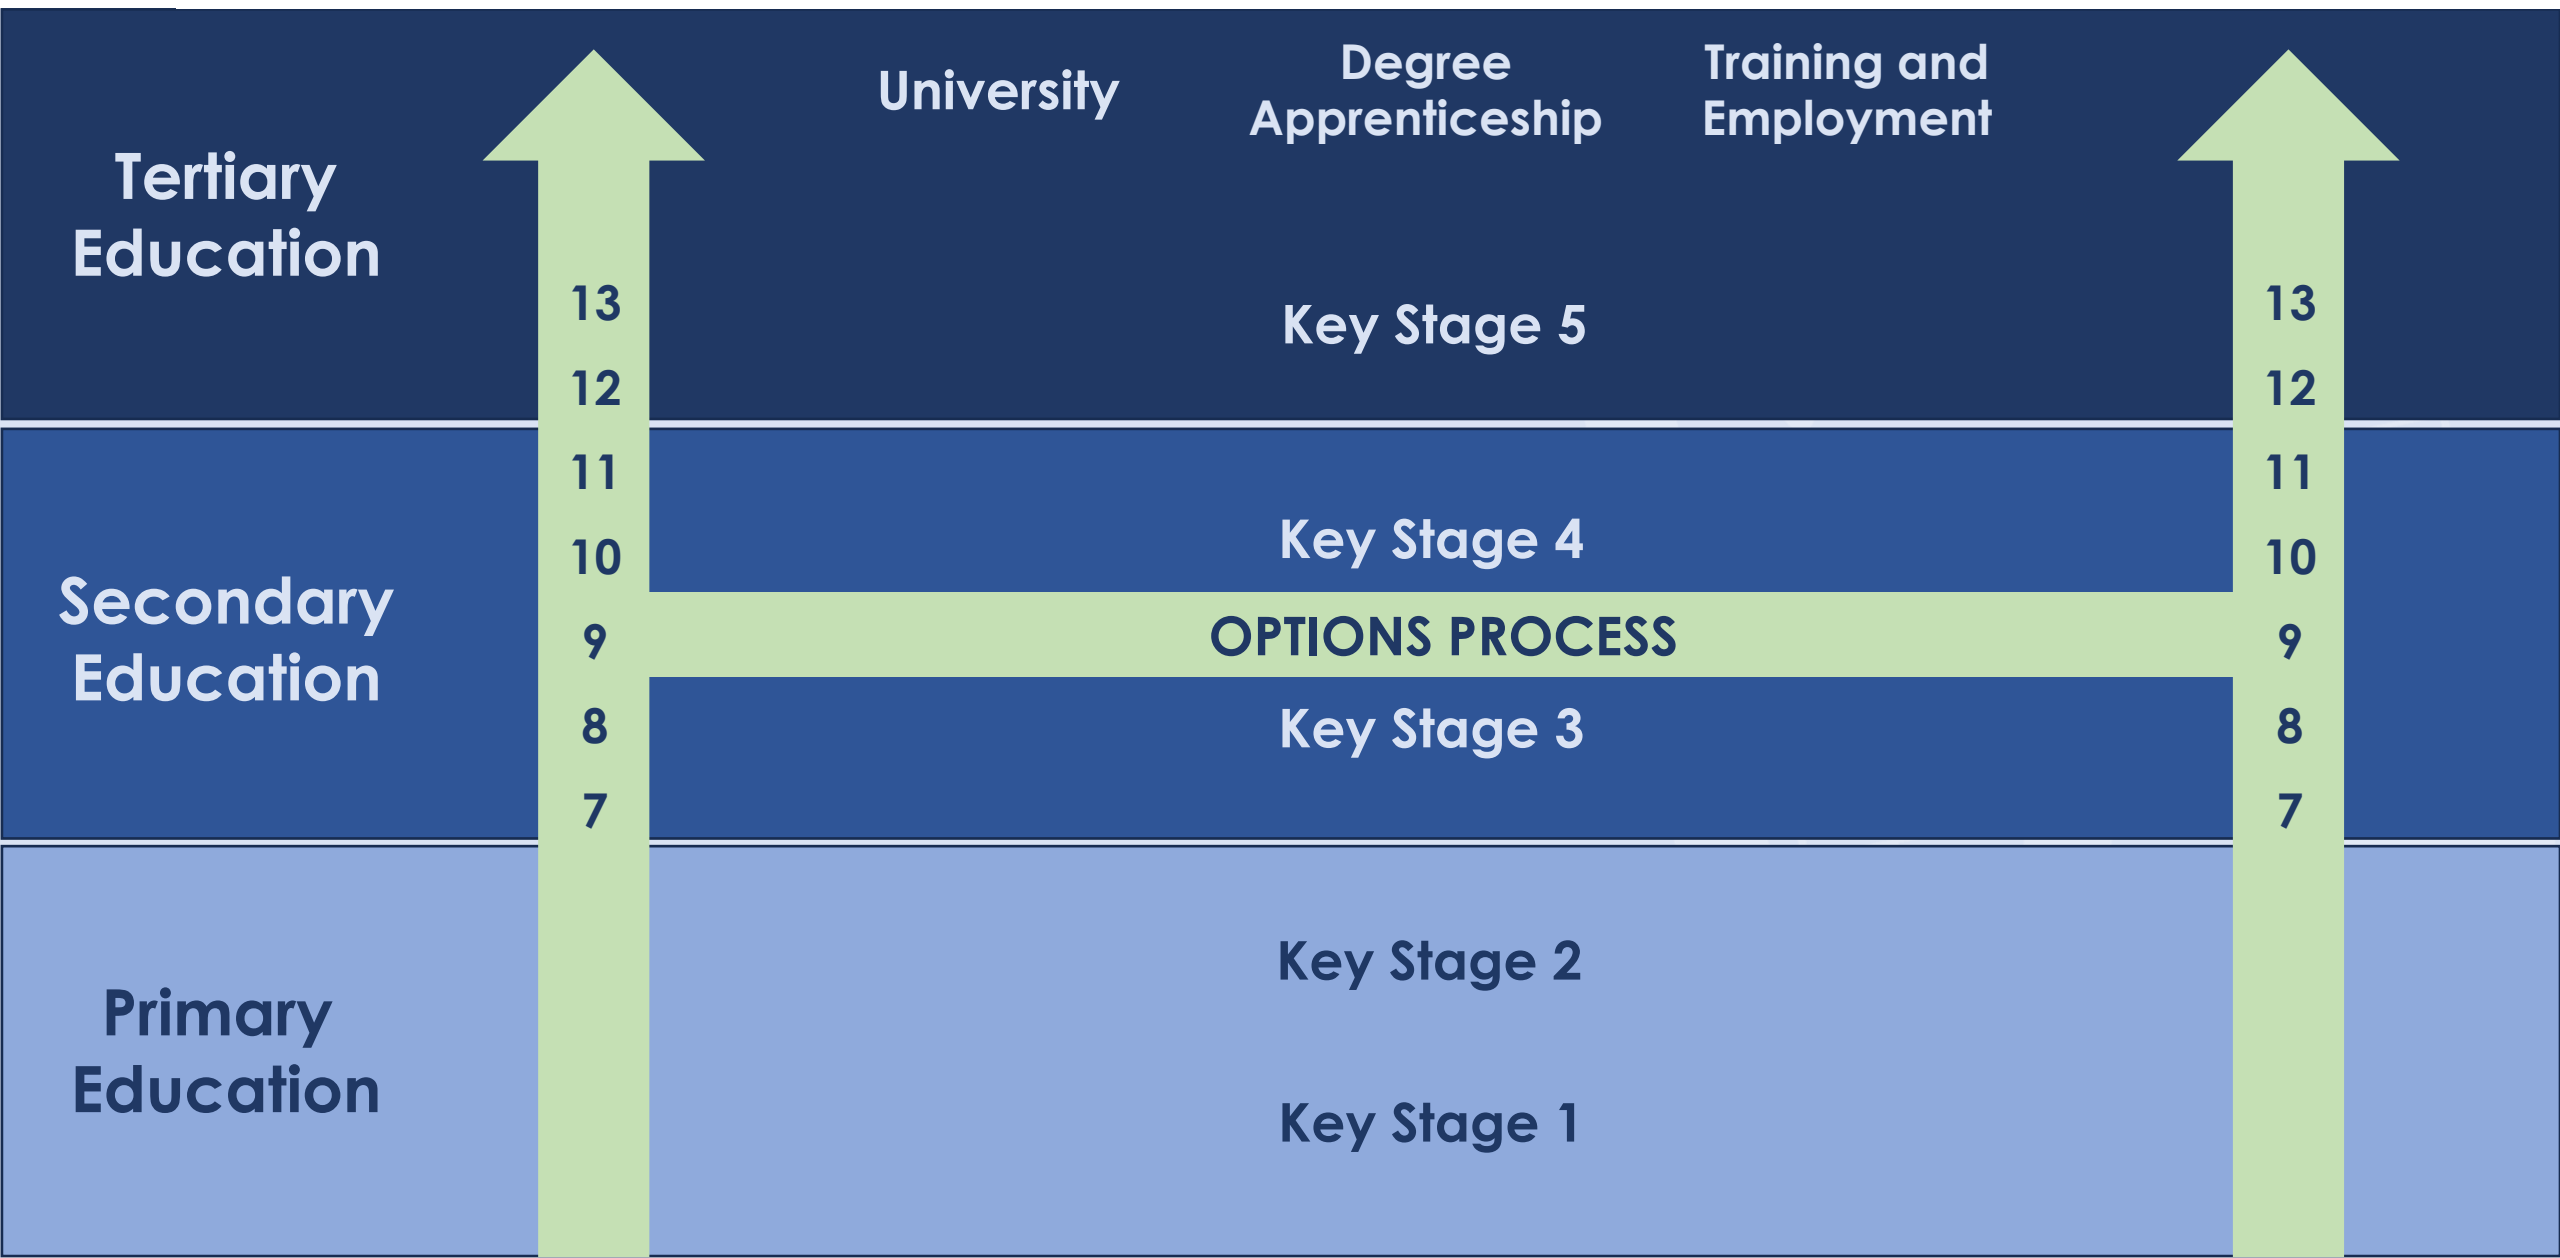 University
Degree
Apprenticeship
Training and
Employment
Tertiary
Education
13
Key Stage 5
13
12
12
11
11
Key Stage 4
10
10
Secondary
Education
9
OPTIONS PROCESS
9
8
Key Stage 3
8
7
7
Key Stage 2
Primary
Education
Key Stage 1